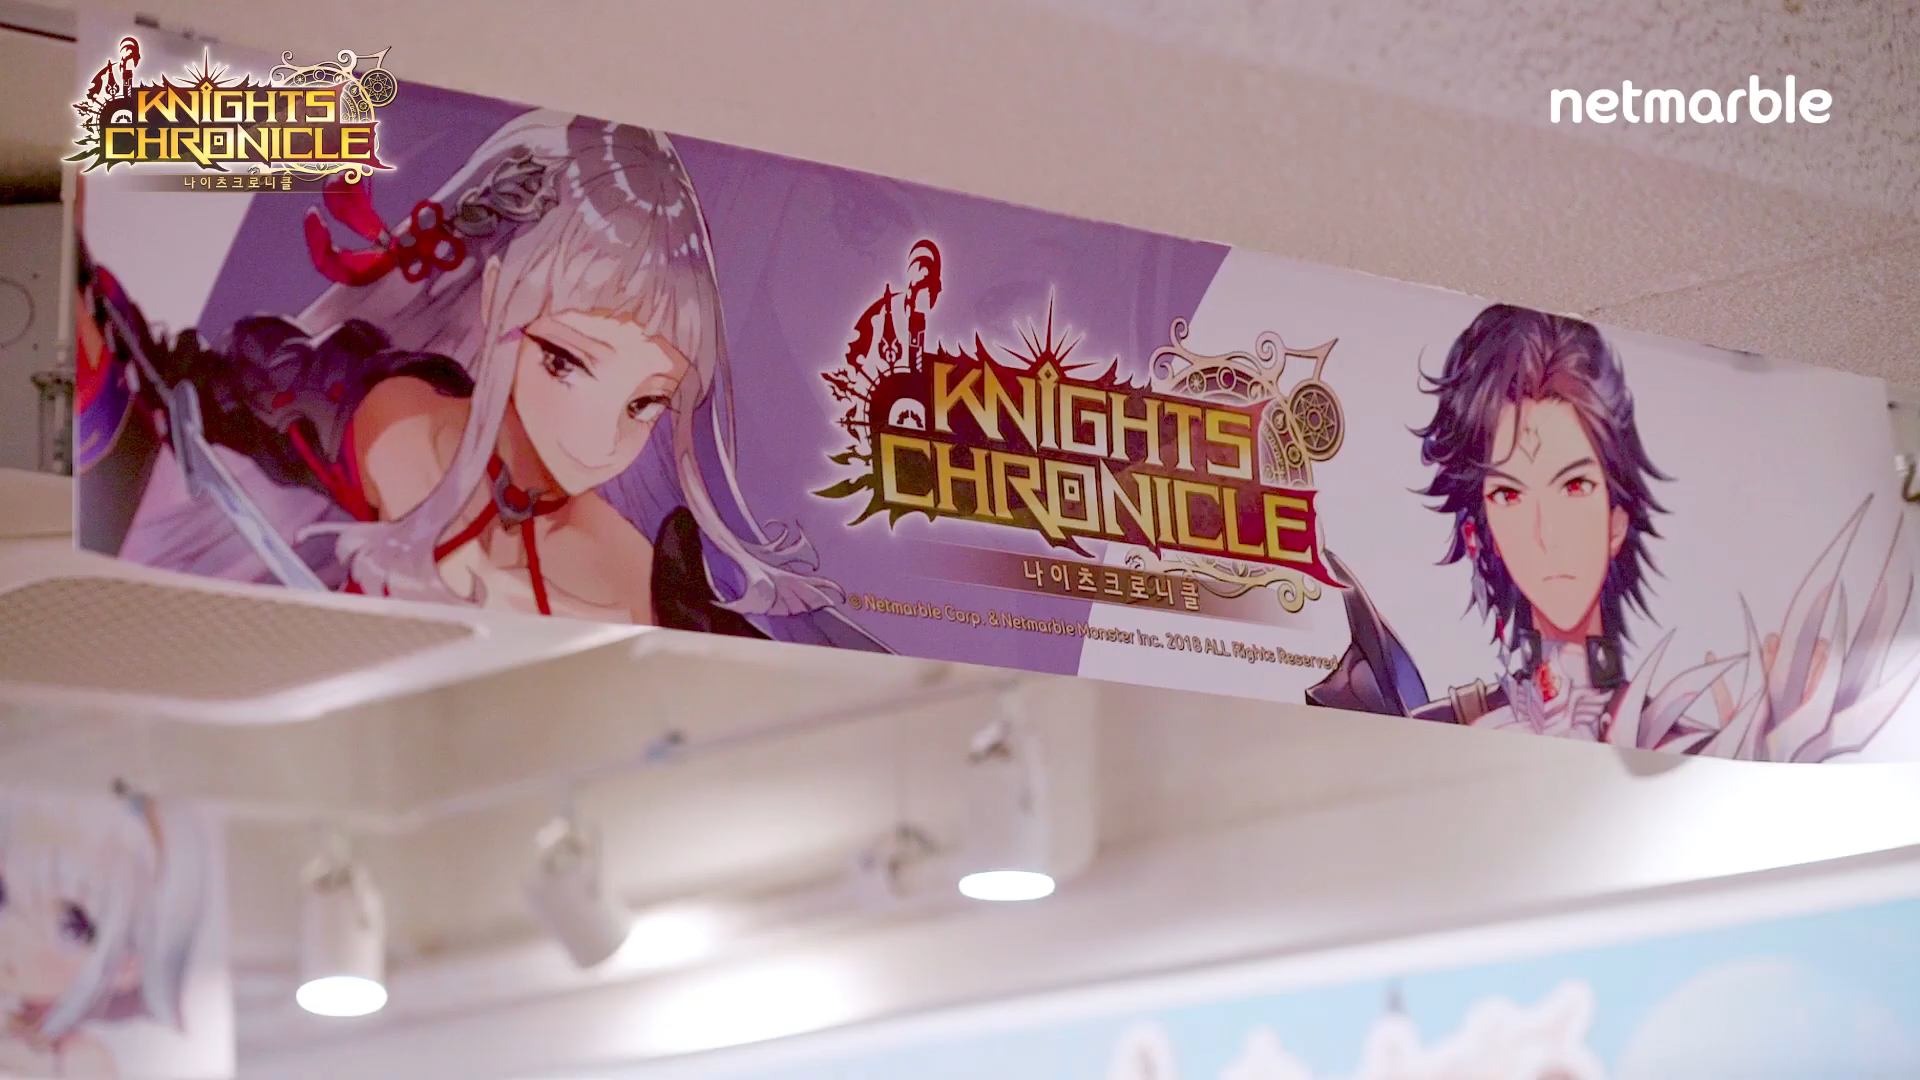 KNIGHTS
CHRONICLE
나이츠크로니클
netmarble
KNIGHTS
CHRONICLE
나이츠크로니클
© Netmarble Corp. & Netmarble Monster Inc. 2018 ALL Rights Reserved.